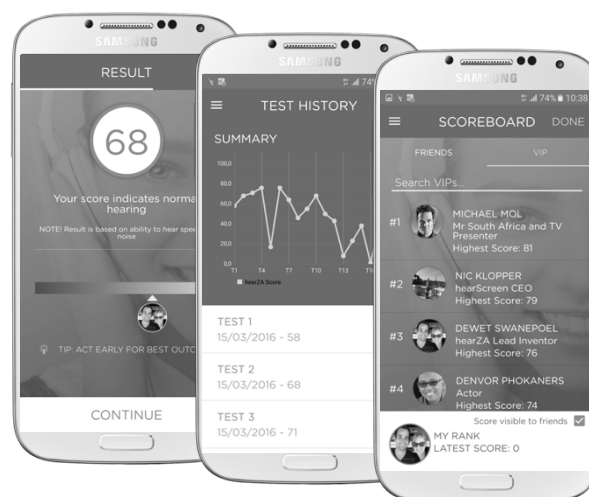 SAMSUNG
RESULT
68
Your score indicates norma
hearing
NOTE! Result is based on ability to hear spee
noise
TIP: ACT EARLY FOR BEST OUTC
CONTINUE
SAMSUNG
74%
TEST HISTORY
SUMMARY
100,0
80,0
60,0
40,0
20,0
0,0
T1 T4 T7 T10 T13 T16
hearZA Score
TEST 1
15/03/2016 - 58
TEST 2
15/03/2016 - 68
TEST 3
15/03/2016 - 71
SAMSUNG
74% 10:38
SCOREBOARD DONE
FRIENDS VIP
Search VIPs...
#1 MICHAEL MOL
Mr South Africa and TV
Presenter
Highest Score: 81
#2 NIC KLOPPER
hearScreen CEO
Highest Score: 79
#3 DEWET SWANEPOEL
hearZA Lead Inventor
Highest Score: 76
#4 DENVOR PHOKANERS
Actor
Highest Score: 74
Score visible to friends
MY RANK
LATEST SCORE: 0